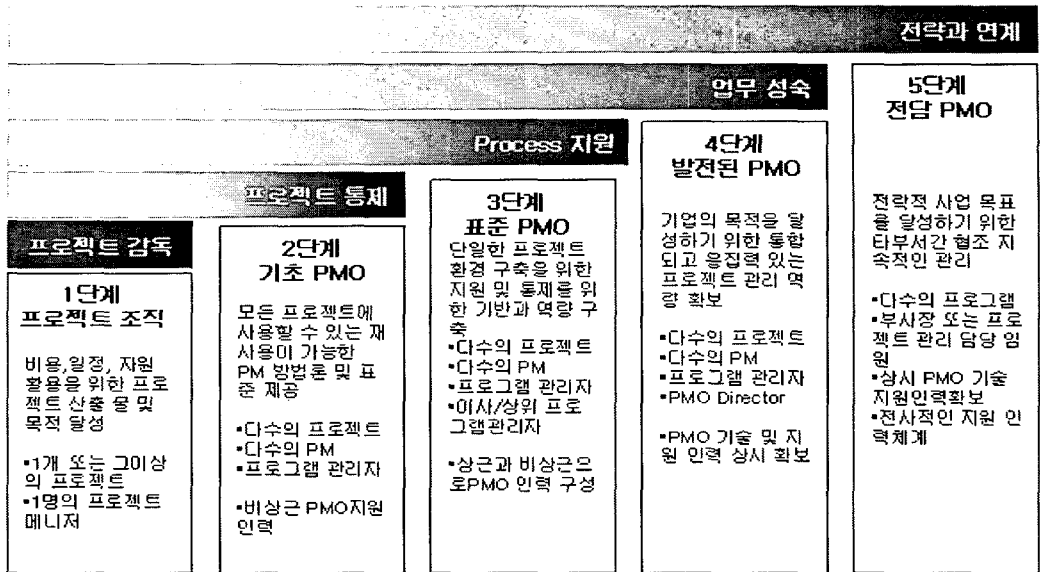 전략과 연계
업무 성숙
Process 지원
프로젝트 통제
프로젝트 감독
1단계
프로젝트 조직
비용,일정, 자원
활용을 위한 프로
젝트 산출 물 및
목적 달성
▪1개 또는 그이상
의 프로젝트
▪1명의 프로젝트
매니저
2단계
기초 PMO
모든 프로젝트에
사용할 수 있는 재
사용이 가능한
PM 방법론 및 표
준 제공
▪다수의 프로젝트
▪다수의 PM
▪프로그램 관리자
▪비상근 PMO지원
인력
3단계
표준 PMO
단일한 프로젝트
환경 구축을 위한
지원 및 통제를 위
한 기반과 역량 구
축
▪다수의 프로젝트
▪다수의 PM
▪프로그램 관리자
▪이사/상위 프로
그램관리자
▪상근과 비상근으
로PMO 인력 구성
4단계
발전된 PMO
기업의 목적을 달
성하기 위한 통합
되고 응집력 있는
프로젝트 관리 역
량 확보
▪다수의 프로젝트
▪다수의 PM
▪프로그램 관리자
▪PMO Director
▪PMO 기술 및 지
원 인력 상시 확보
5단계
전담 PMO
전략적 사업 목표
을 달성하기 위한
타부서간 협조 지
속적인 관리
▪다수의 프로그램
▪부사장 또는 프로
젝트 관리 담당 임
원
▪상시 PMO 기술
지원인력확보
▪전사적인 지원 인
력체계